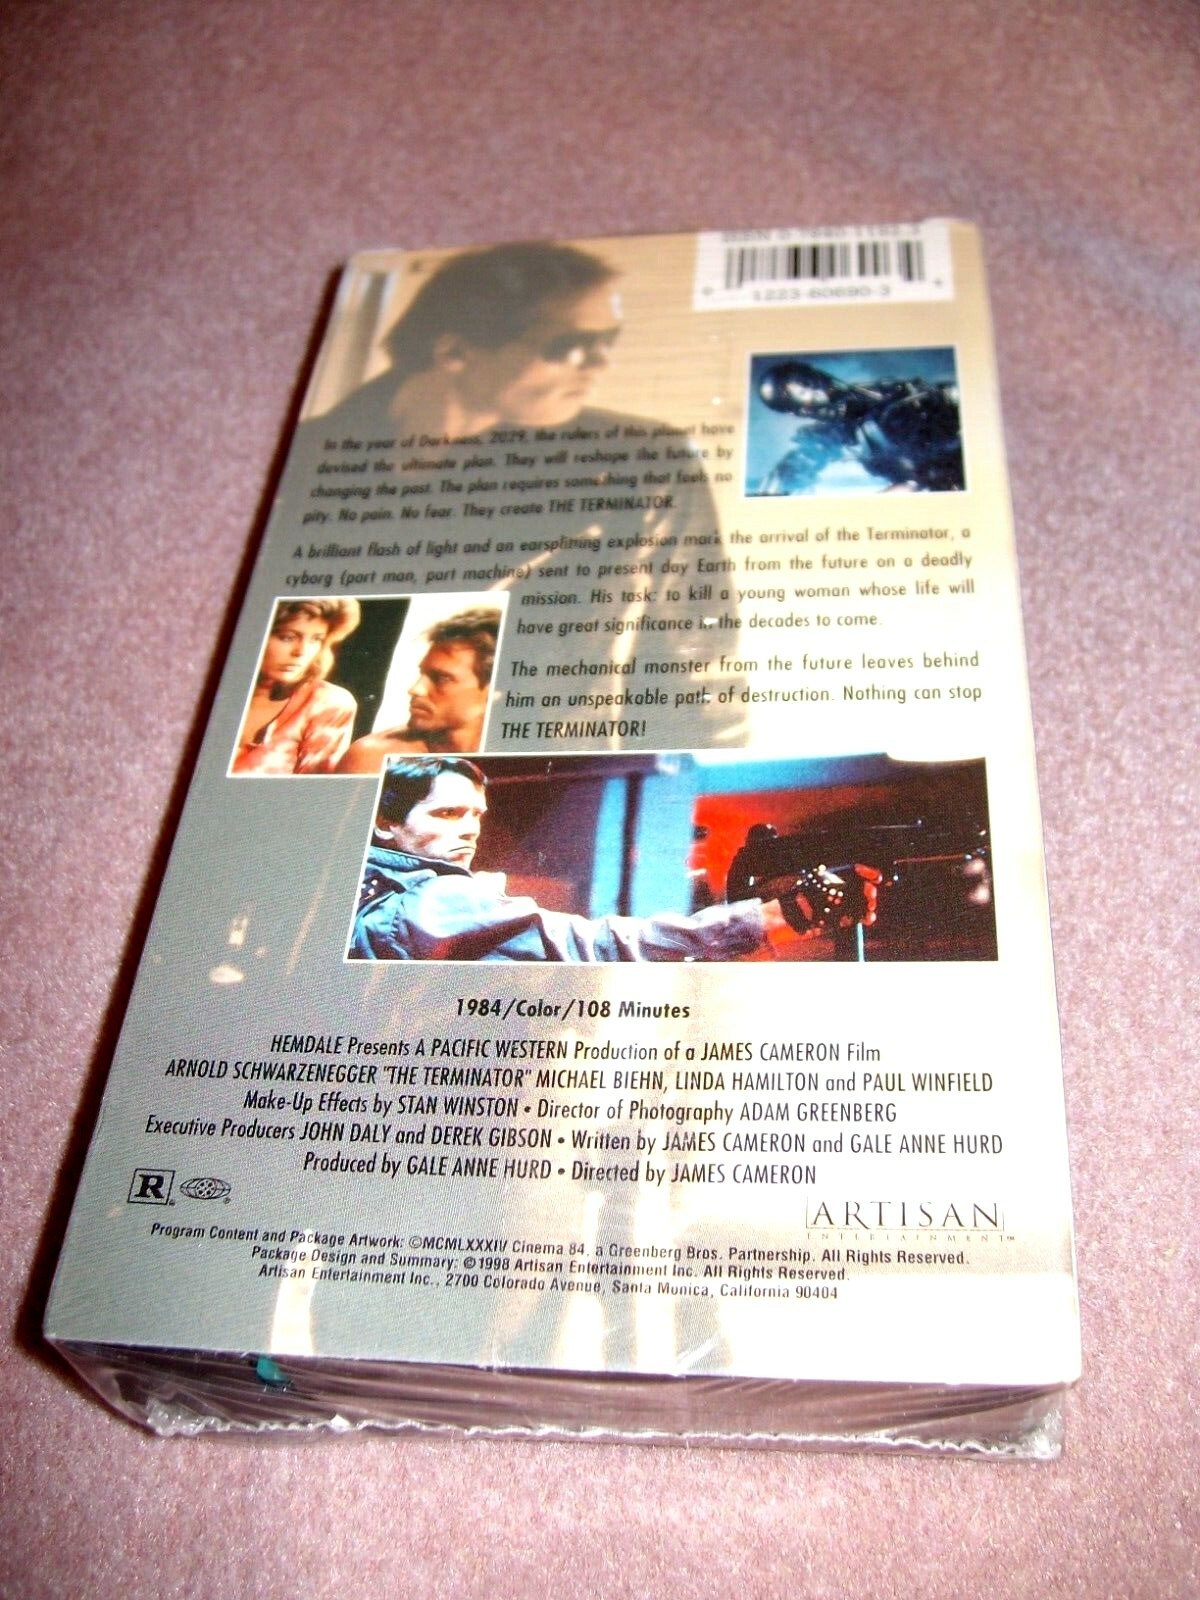 1223-60690-3
In the year of Darkness, 2029, the rulers of this planet have
devised the ultimate plan. They will reshape the future by
changing the past. The plan requires something that feels no
pity. No pain. No fear. They create THE TERMINATOR.
A brilliant flash of light and an earsplitting explosion mark the arrival of the Terminator, a
cyborg (part man, part machine) sent to present day Earth from the future on a deadly
mission. His task: to kill a young woman whose life will
have great significance in the decades to come.
The mechanical monster from the future leaves behind
him an unspeakable path of destruction. Nothing can stop
THE TERMINATOR!
1984/Color/108 Minutes
HEMDALE Presents A PACIFIC WESTERN Production of a JAMES CAMERON Film
ARNOLD SCHWARZENEGGER "THE TERMINATOR" MICHAEL BIEHN, LINDA HAMILTON and PAUL WINFIELD
Make-Up Effects by STAN WINSTON • Director of Photography ADAM GREENBERG
Executive Producers JOHN DALY and DEREK GIBSON • Written by JAMES CAMERON and GALE ANNE HURD
Produced by GALE ANNE HURD • Directed by JAMES CAMERON
R
ARTISAN
ENTERTAINMENT™
Program Content and Package Artwork: ©MCMLXXXIV Cinema 84, a Greenberg Bros. Partnership. All Rights Reserved.
Package Design and Summary: ©1998 Artisan Entertainment Inc. All Rights Reserved.
Artisan Entertainment Inc., 2700 Colorado Avenue, Santa Monica, California 90404